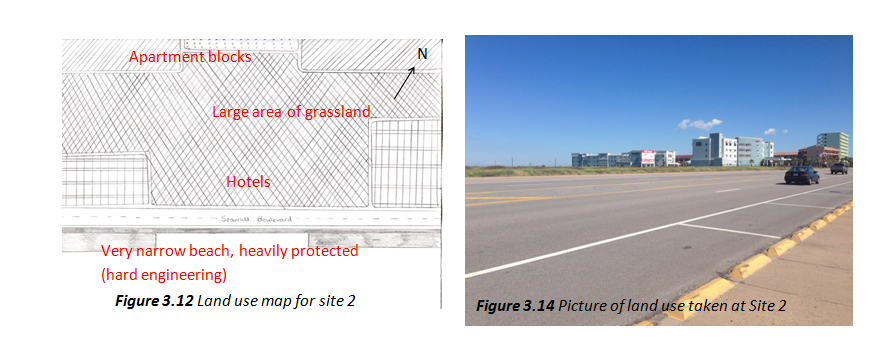 Apartment blocks
N
Large area of grassland
Hotels
Seawall Boulevard
Very narrow beach, heavily protected
(hard engineering)
Figure 3.12 Land use map for site 2
Figure 3.14 Picture of land use taken at Site 2